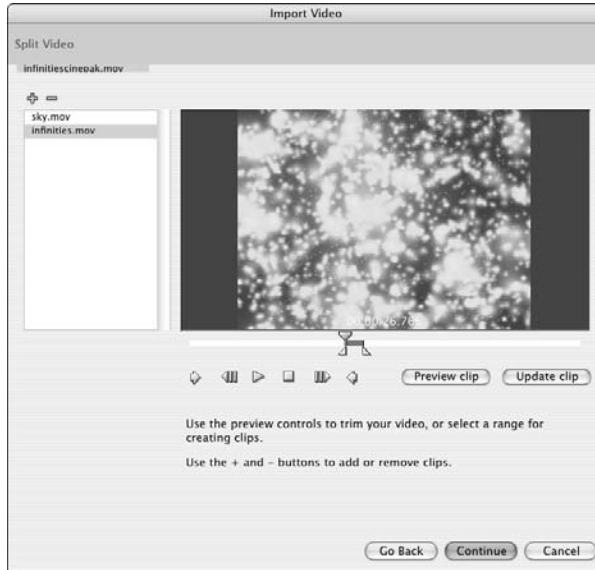 Import Video
Split Video
infinitiescinepak.mov
sky.mov
infinities.mov
Preview clip
Update clip
Use the preview controls to trim your video, or select a range for
creating clips.
Use the + and – buttons to add or remove clips.
Go Back
Continue
Cancel